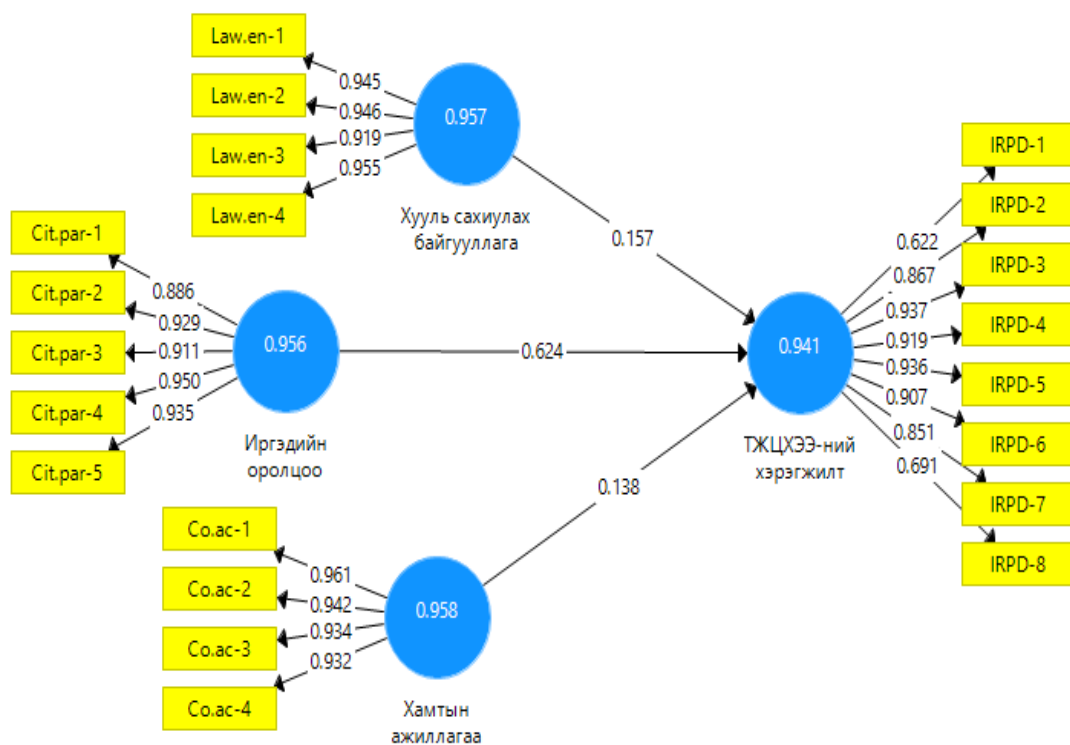 Law.en-1
Law.en-2
Law.en-3
Law.en-4
0.945
0.946
0.919
0.955
0.957
Хууль сахиулах
байгууллага
0.157
Cit.par-1
Cit.par-2
Cit.par-3
Cit.par-4
Cit.par-5
0.886
0.929
0.911
0.950
0.935
0.956
Иргэдийн
оролцоо
0.624
Co.ac-1
Co.ac-2
Co.ac-3
Co.ac-4
0.961
0.942
0.934
0.932
0.958
Хамтын
ажиллагаа
0.138
0.941
ТЖЦХЭЭ-ний
хэрэгжилт
0.622
0.867
0.937
0.919
0.936
0.907
0.851
0.691
IRPD-1
IRPD-2
IRPD-3
IRPD-4
IRPD-5
IRPD-6
IRPD-7
IRPD-8